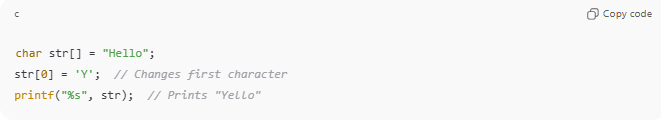 c
Copy code
char str[] = "Hello";
str[0] = 'Y';  // Changes first character
printf("%s", str);  // Prints "Yello"